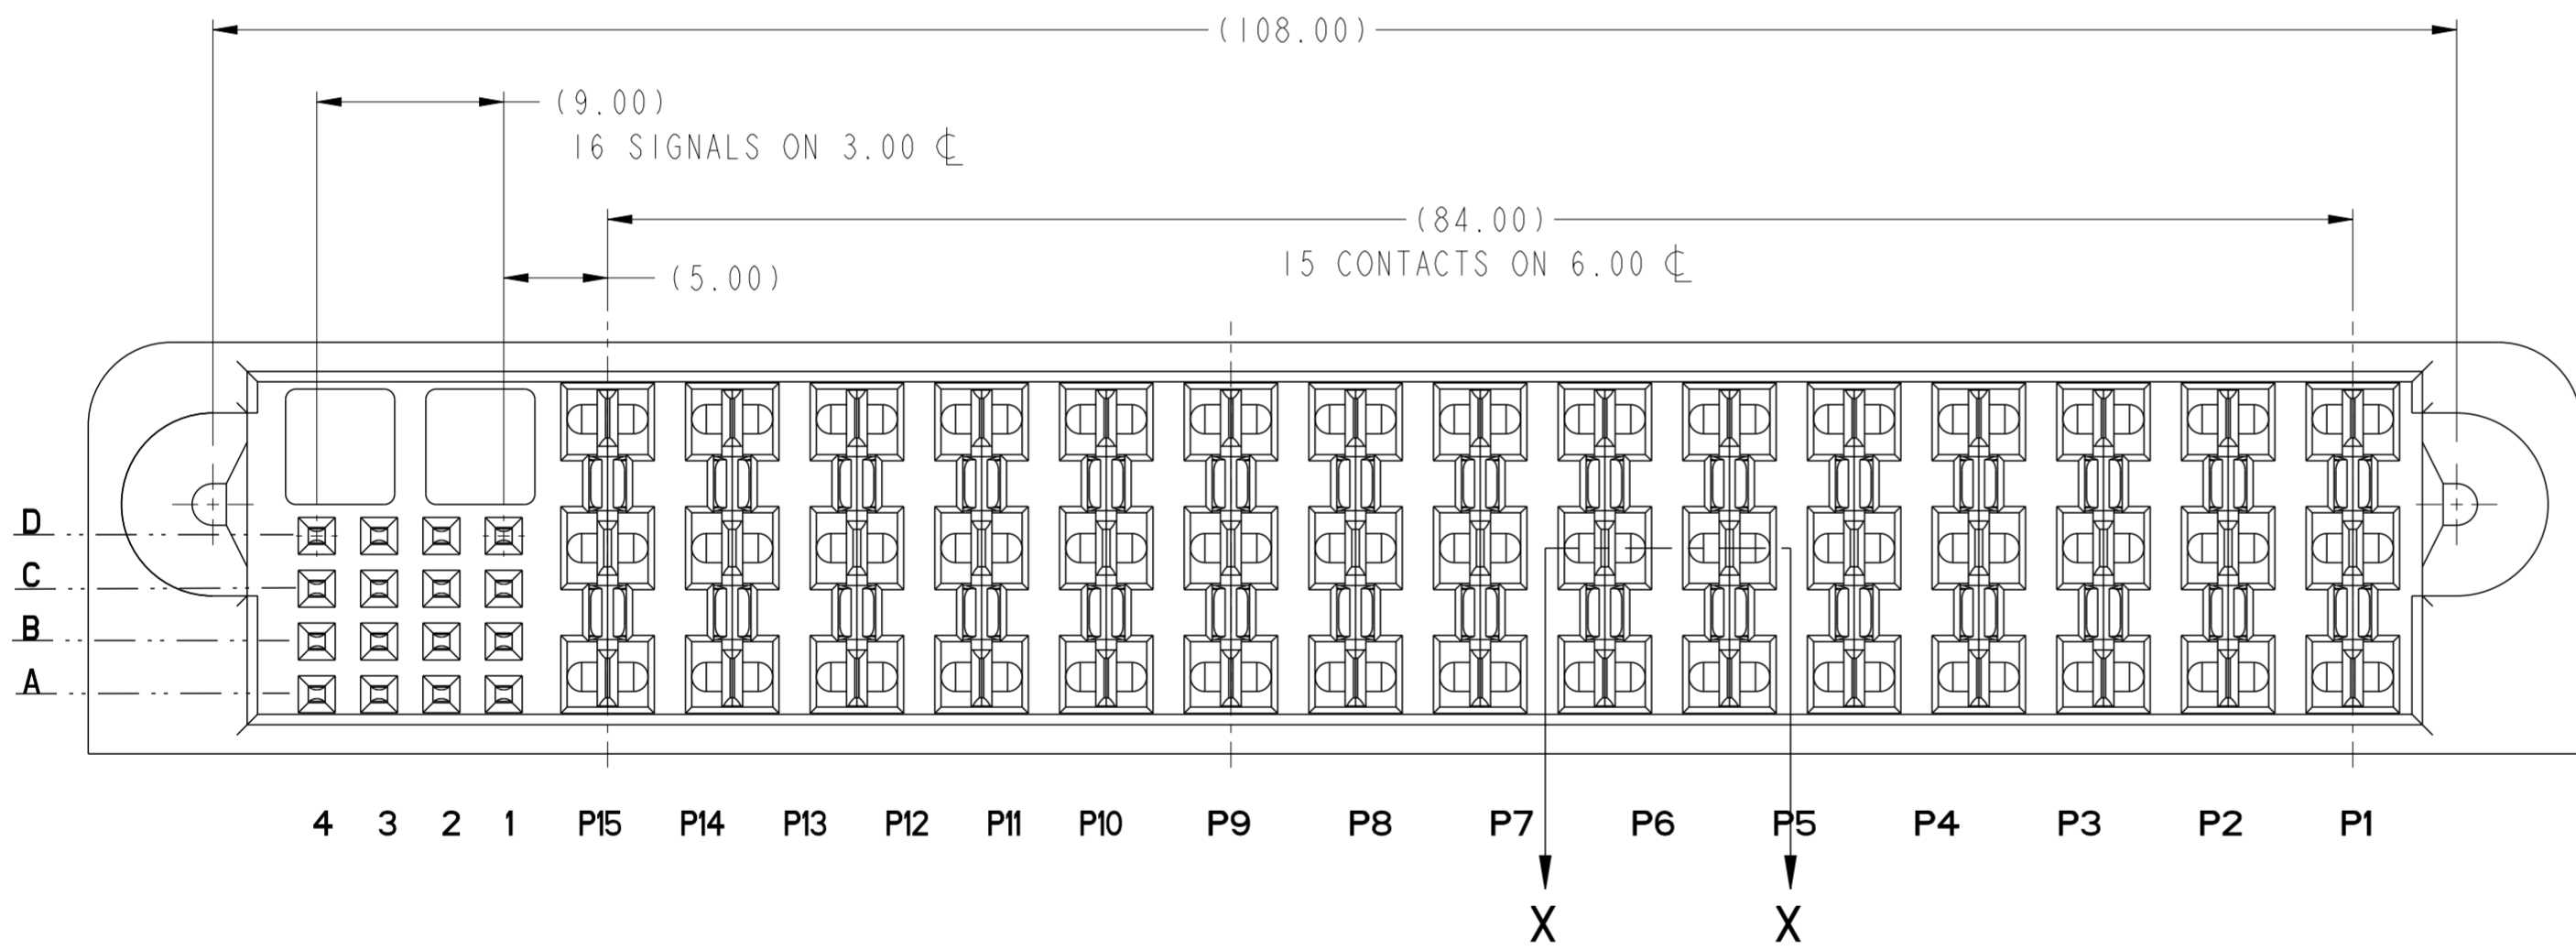 (108.00)
(9.00)
16 SIGNALS ON 3.00 ℄
(84.00)
15 CONTACTS ON 6.00 ℄
(5.00)
D
C
B
A
4 3 2 1 P15 P14 P13 P12 P11 P10 P9 P8 P7 P6 P5 P4 P3 P2 P1
X X